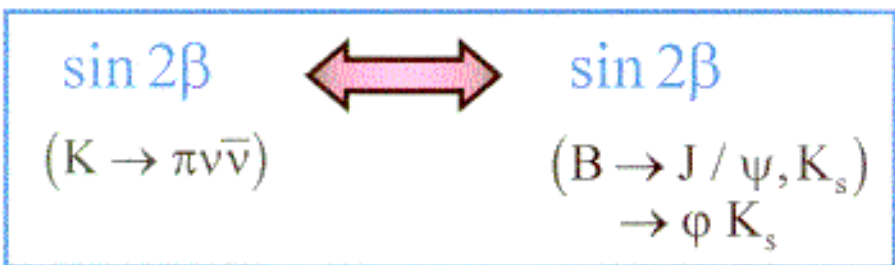 sin 2β sin 2β
(K → πνν̄) (B → J / ψ, Kₛ)
→ φ Kₛ